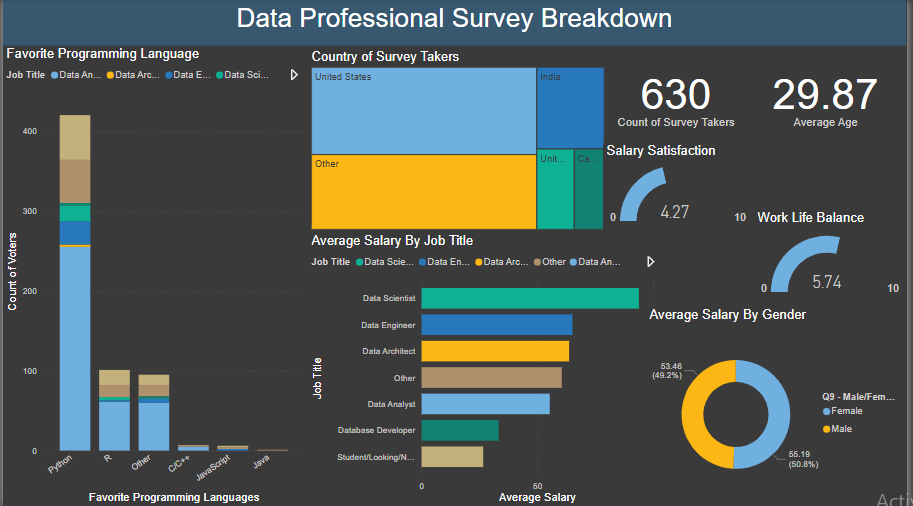 Data Professional Survey Breakdown
Favorite Programming Language
Job Title Data An... Data Arc... Data E... Data Sci...
400
300
200
100
0
Count of Voters
Python
R
Other
C/C++
JavaScript
Java
Favorite Programming Languages
Country of Survey Takers
United States
India
Other
Unit...
Ca...
630
Count of Survey Takers
29.87
Average Age
Salary Satisfaction
0
4.27
10
Work Life Balance
0
5.74
10
Average Salary By Job Title
Job Title Data Scie... Data En... Data Arc... Other Data An...
Job Title
Data Scientist
Data Engineer
Data Architect
Other
Data Analyst
Database Developer
Student/Looking/N...
0
50
Average Salary
Average Salary By Gender
53.46
(49.2%)
55.19
(50.8%)
Q9 - Male/Fem...
Female
Male